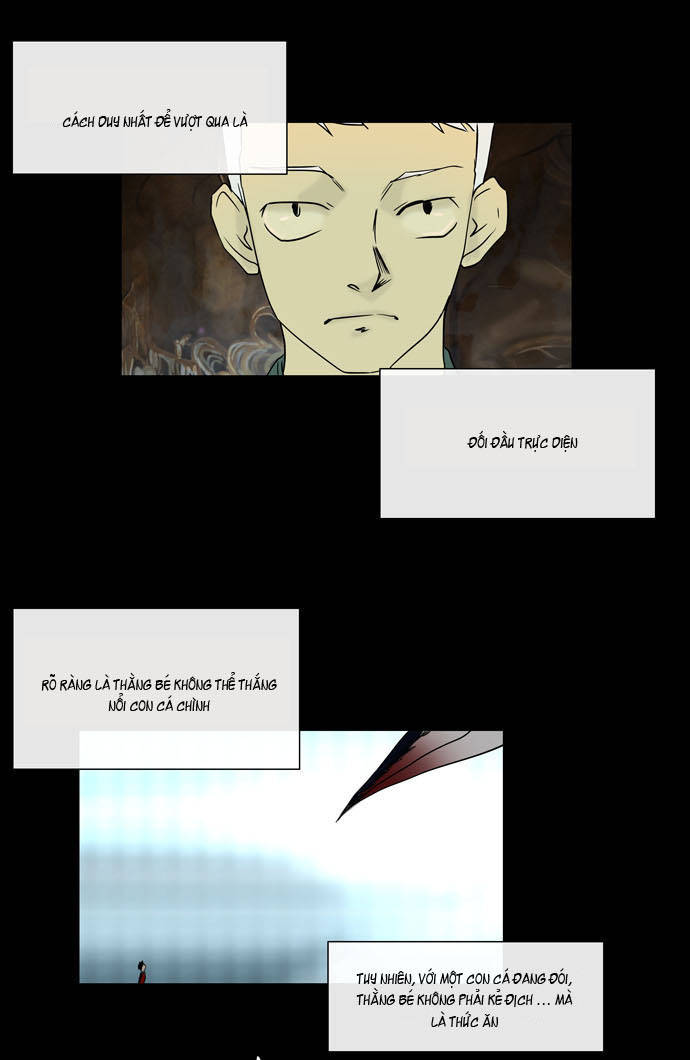 CÁCH DUY NHẤT ĐỂ VƯỢT QUA LÀ
ĐỐI ĐẦU TRỰC DIỆN
RÕ RÀNG LÀ THẰNG BÉ KHÔNG THỂ THẮNG
NỔI CON CÁ CHÌNH
TUY NHIÊN, VỚI MỘT CON CÁ ĐANG ĐÓI,
THẰNG BÉ KHÔNG PHẢI KẺ ĐỊCH ... MÀ
LÀ THỨC ĂN